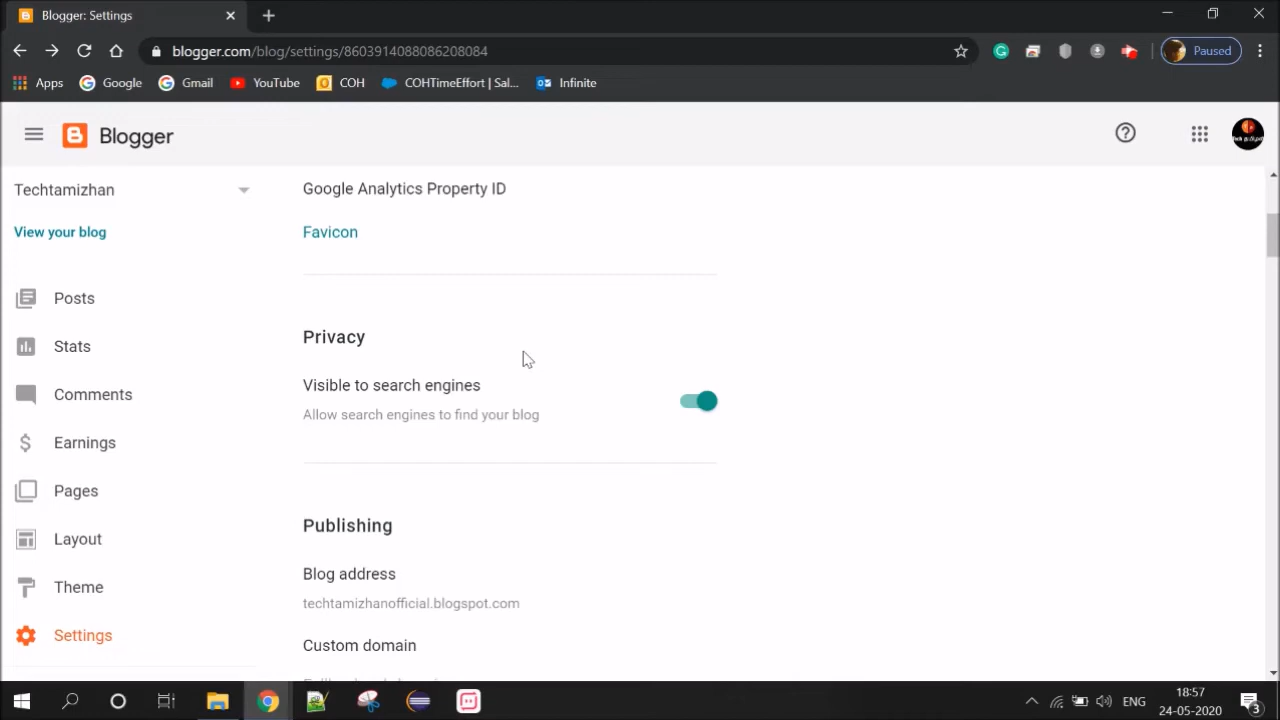 Blogger: Settings
blogger.com/blog/settings/8603914088086208084
Paused
Apps
Google
Gmail
YouTube
COH
COHTimeEffort | Sal...
Infinite
Blogger
Techtamizhan
View your blog
Posts
Stats
Comments
Earnings
Pages
Layout
Theme
Settings
Google Analytics Property ID
Favicon
Privacy
Visible to search engines
Allow search engines to find your blog
Publishing
Blog address
techtamizhanofficial.blogspot.com
Custom domain
ENG
18:57
24-05-2020
3